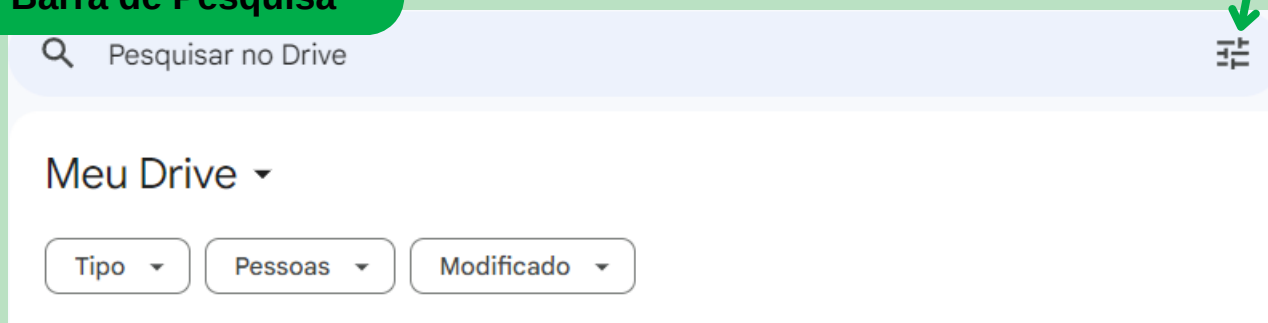 Barra de Pesquisa
Pesquisar no Drive
Meu Drive
Tipo Pessoas Modificado